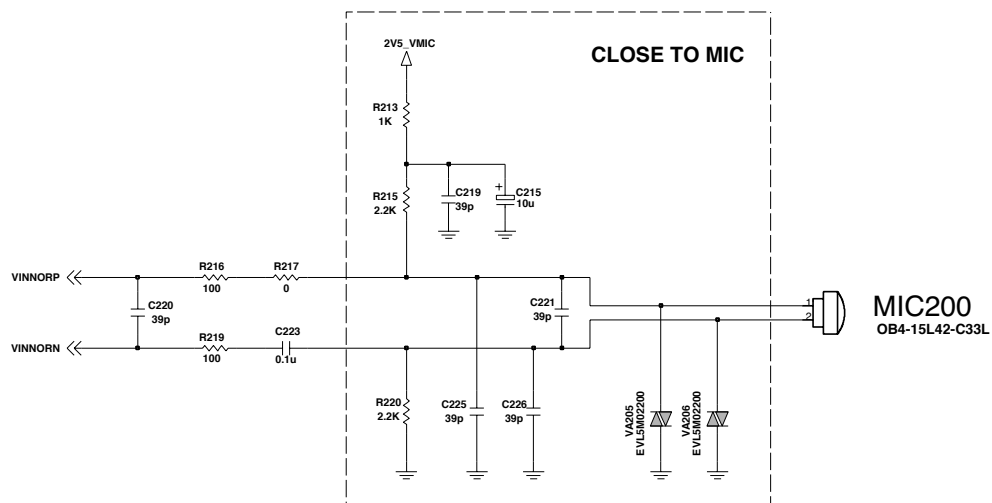 2V5_VMIC
CLOSE TO MIC
R213
1K
R215
2.2K
C219
39p
+
C215
10u
VINNORP
R216
100
R217
0
C220
39p
C221
39p
1
2
MIC200
OB4-15L42-C33L
VINNORN
R219
100
C223
0.1u
R220
2.2K
C225
39p
C226
39p
VA205
EVL5M02200
VA206
EVL5M02200